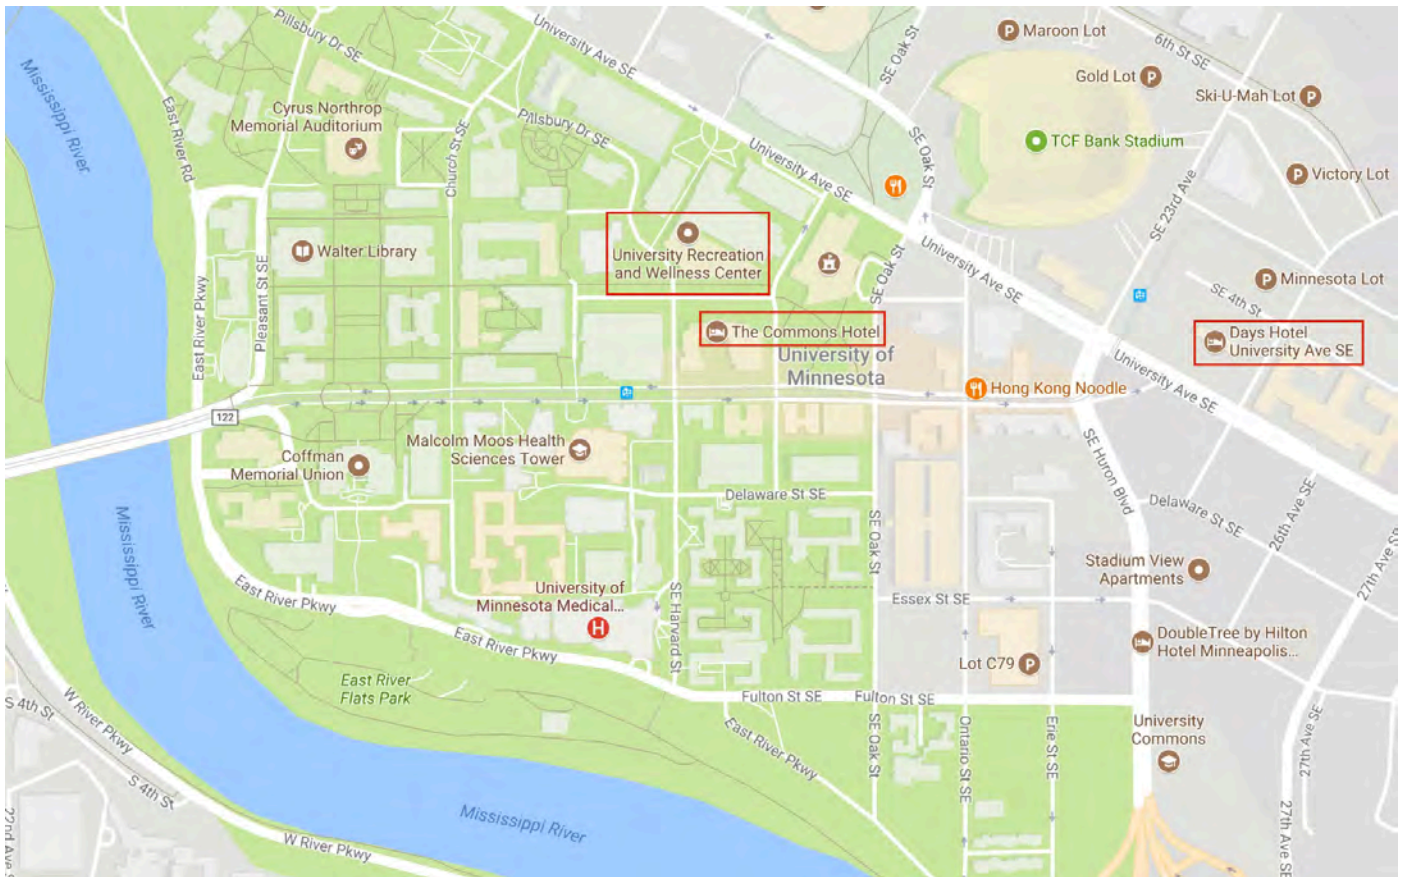 Pillsbury Dr SE
University Ave SE
SE Oak St
Maroon Lot
6th St SE
Gold Lot
Ski-U-Mah Lot
Mississippi River
East River Rd
Cyrus Northrop
Memorial Auditorium
Church St SE
Pillsbury Dr SE
University Ave SE
SE Oak St
TCF Bank Stadium
Victory Lot
SE 23rd Ave
Walter Library
University Recreation
and Wellness Center
University Ave SE
SE Oak St
Minnesota Lot
SE 4th St
East River Pkwy
Pleasant St SE
The Commons Hotel
University of
Minnesota
Days Hotel
University Ave SE
University Ave SE
Hong Kong Noodle
122
Coffman
Memorial Union
Malcolm Moos Health
Sciences Tower
SE Huron Blvd
Delaware St SE
Delaware St SE
26th Ave SE
27th Ave SE
Mississippi River
SE Oak St
Stadium View
Apartments
East River Pkwy
University of
Minnesota Medical...
H
SE Harvard St
Essex St SE
East River Pkwy
DoubleTree by Hilton
Hotel Minneapolis...
Lot C79
East River
Flats Park
W River Pkwy
S 4th St
Fulton St SE
Fulton St SE
East River Pkwy
SE Oak St
Ontario St SE
Erie St SE
University
Commons
27th Ave SE
27th Ave SE
S 4th St
22nd Ave S
Mississippi River
W River Pkwy